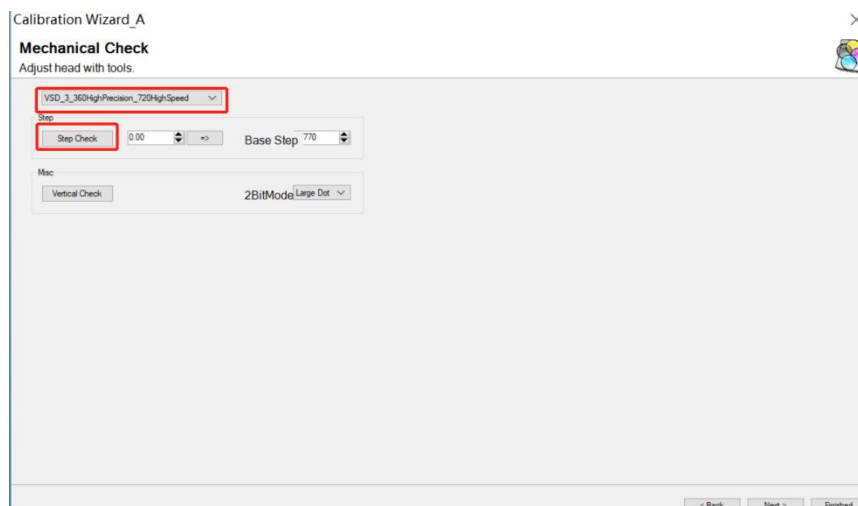 Calibration Wizard_A
Mechanical Check
Adjust head with tools.
VSD_3_360HighPrecision_720HighSpeed
Step
Step Check 0.00 => Base Step 770
Misc
Vertical Check 2BitMode Large Dot
< Back Next > Finished